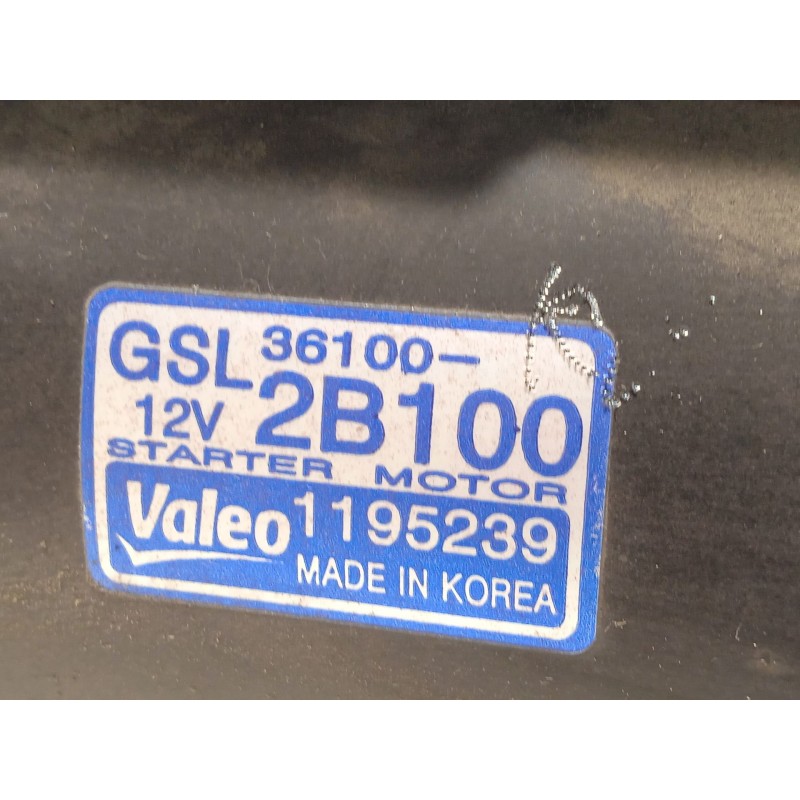 GSL 36100-
12V 2B100
STARTER MOTOR
Valeo 1195239
MADE IN KOREA